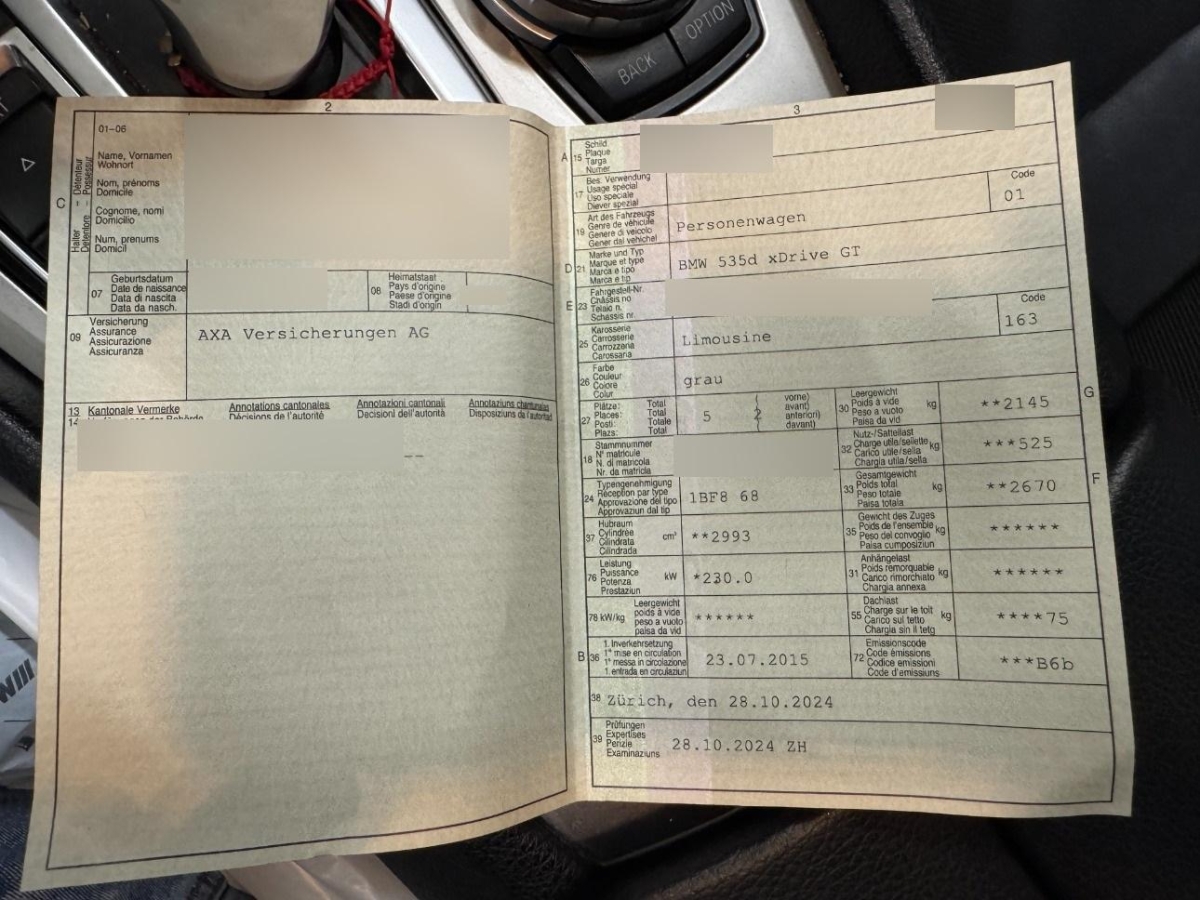 OPTION
BACK
2
01-06
Name, Vornamen
Wohnort
Nom, prénoms
Domicile
Cognome, nomi
Domicilio
Num, prenums
Domicil
C
Halter - Détenteur
Detentore - Possessur
07
Geburtsdatum
Date de naissance
Data di nascita
Data da nasch.
08
Heimatstaat
Pays d'origine
Paese d'origine
Stadi d'origin
09
Versicherung
Assurance
Assicurazione
Assicuranza
AXA Versicherungen AG
13 Kantonale Vermerke
Annotations cantonales
Décisions de l'autorité
Annotazioni cantonali
Decisioni dell'autorità
Annotaziuns chantunalas
Disposiziuns da l'autoritad
14
--
3
A 15
Schild
Plaque
Targa
Numer
17
Bes. Verwendung
Usage spécial
Uso speciale
Diever spezial
Code
01
19
Art des Fahrzeugs
Genre de véhicule
Genere di veicolo
Gener dal vehichel
Personenwagen
D 21
Marke und Typ
Marque et type
Marca e tipo
Marca e tip
BMW 535d xDrive GT
E 23
Fahrgestell-Nr.
Châssis no
Telaio n.
Schassis nr.
25
Karosserie
Carrosserie
Carrozzeria
Carossaria
Limousine
Code
163
26
Farbe
Couleur
Colore
Colur
grau
27
Plätze: Total
Places: Total
Posti: Totale
Plazs: Total
5
2
vorne)
avant)
anteriori)
davant)
G
30
Leergewicht
Poids à vide
Peso a vuoto
Paisa da vid
kg
**2145
18
Stammnummer
N° matricule
N. di matricola
Nr. da matricla
32
Nutz-/Sattellast
Charge utile/sellette
Carico utile/sella
Chargia utila/sella
kg
***525
24
Typengenehmigung
Réception par type
Approvazione del tipo
Approvaziun dal tip
1BF8 68
F
33
Gesamtgewicht
Poids total
Peso totale
Paisa totala
kg
**2670
37
Hubraum
Cylindrée
Cilindrata
Cilindrada
cm³
**2993
35
Gewicht des Zuges
Poids de l'ensemble
Peso del convoglio
Paisa cumposiziun
kg
******
76
Leistung
Puissance
Potenza
Prestaziun
kW
*230.0
31
Anhängelast
Poids remorquable
Carico rimorchiato
Chargia annexa
kg
******
78 kW/kg
Leergewicht
poids à vide
peso a vuoto
paisa da vid
******
55
Dachlast
Charge sur le toit
Carico sul tetto
Chargia sin il tetg
kg
****75
B 36
1. Inverkehrsetzung
1re mise en circulation
1a messa in circolazione
1. entrada en circulaziun
23.07.2015
72
Emissionscode
Code émissions
Codice emissioni
Code d'emissiuns
***B6b
38
Zürich, den 28.10.2024
39
Prüfungen
Expertises
Perizie
Examinaziuns
28.10.2024 ZH